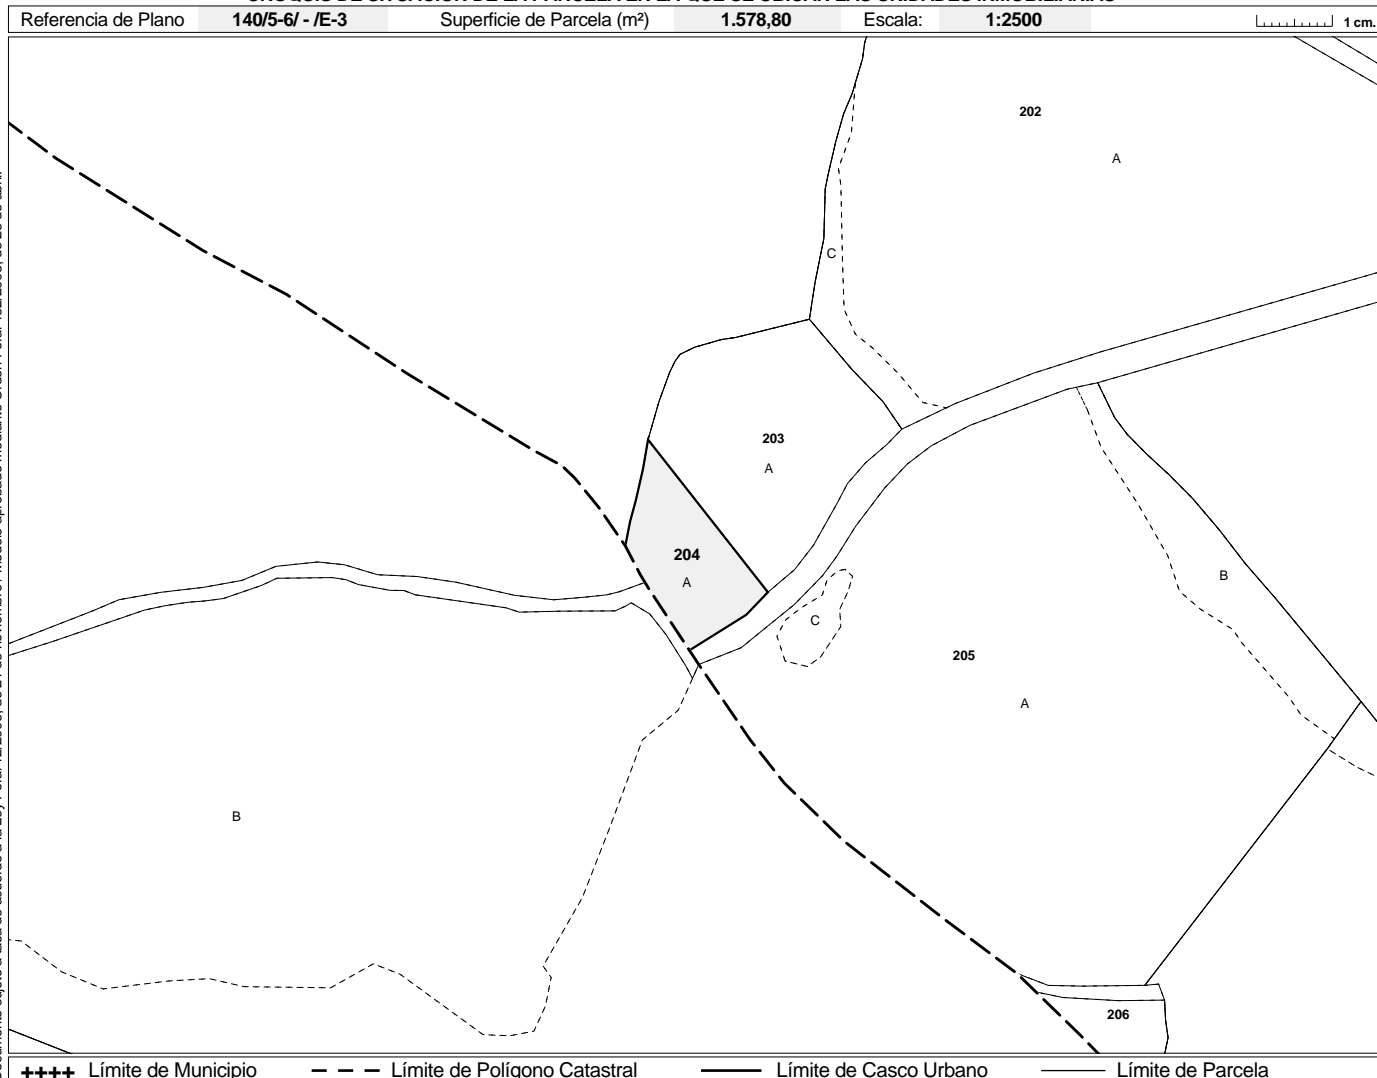 Referencia de Plano 140/5-6/ - /E-3 Superficie de Parcela (m²) 1.578,80 Escala: 1:2500 1 cm.
202
A
C
203
A
204
A
B
C
205
A
B
206
++++ Límite de Municipio — — — Límite de Polígono Catastral —— Límite de Casco Urbano —— Límite de Parcela